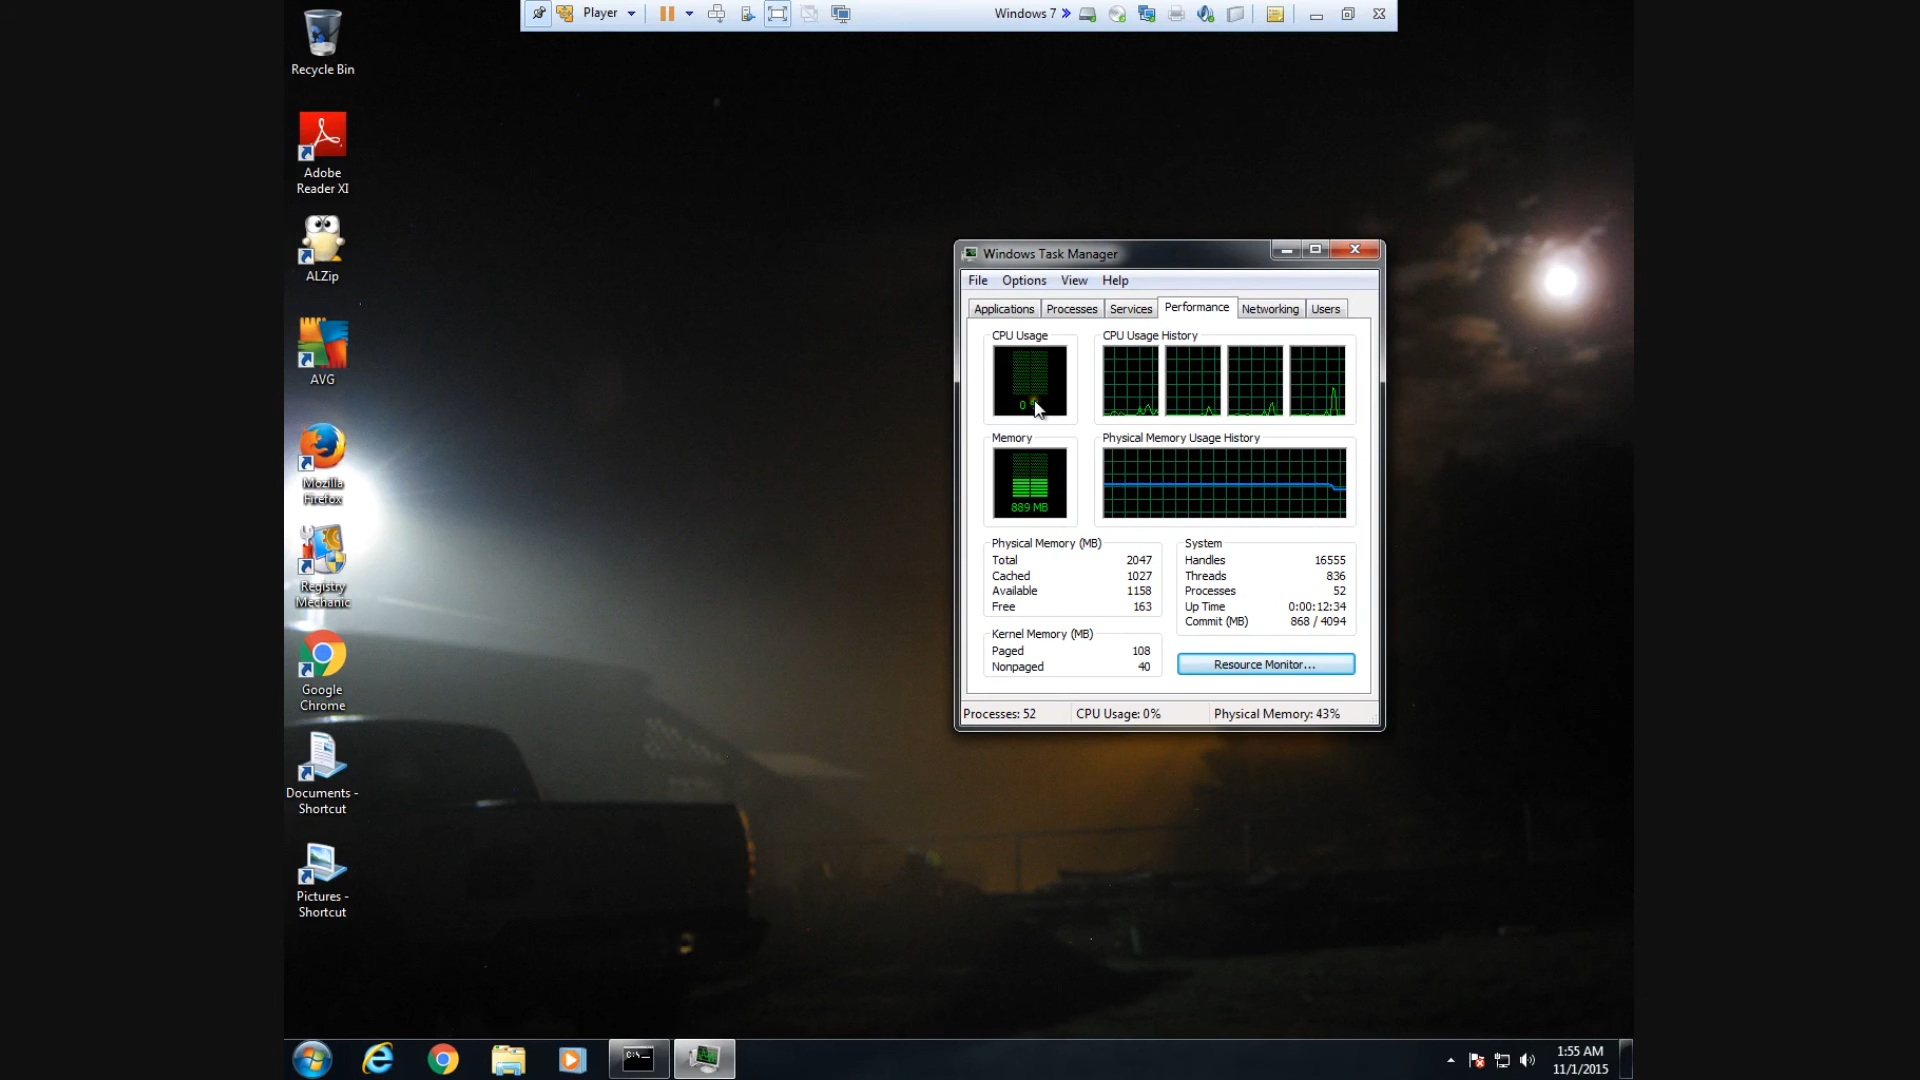 Player
Windows 7
Recycle Bin
Adobe
Reader XI
ALZip
AVG
Mozilla
Firefox
Registry
Mechanic
Google
Chrome
Documents -
Shortcut
Pictures -
Shortcut
Windows Task Manager
File Options View Help
Applications Processes Services Performance Networking Users
CPU Usage CPU Usage History
0
Memory Physical Memory Usage History
889 MB
Physical Memory (MB)
Total 2047
Cached 1027
Available 1158
Free 163
Kernel Memory (MB)
Paged 108
Nonpaged 40
System
Handles 16555
Threads 836
Processes 52
Up Time 0:00:12:34
Commit (MB) 868 / 4094
Resource Monitor...
Processes: 52 CPU Usage: 0% Physical Memory: 43%
C:\
1:55 AM
11/1/2015